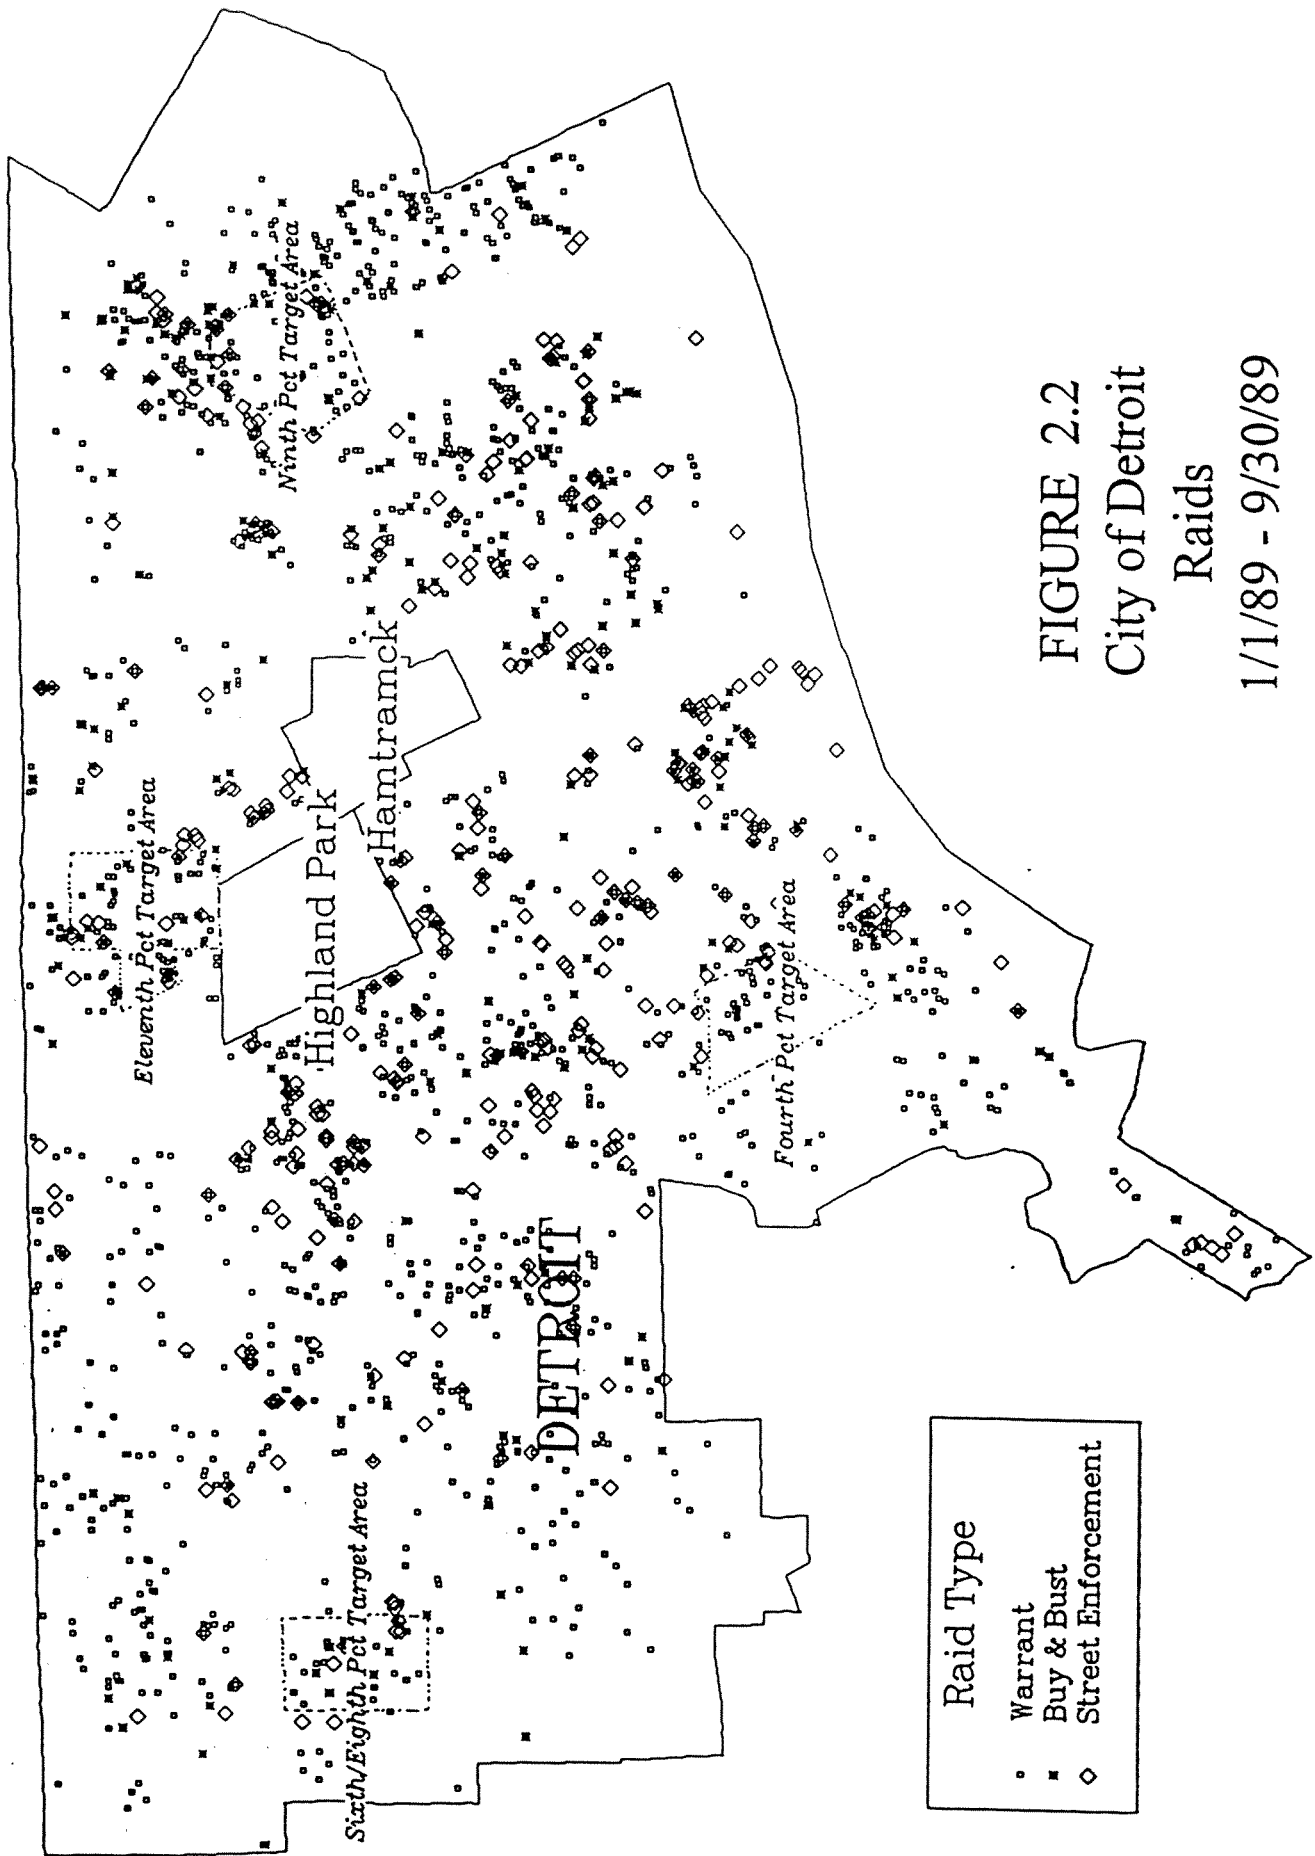 Ninth Pct Target Area
Eleventh Pct Target Area
Highland Park
Hamtramck
Fourth Pct Target Area
Sixth/Eighth Pct Target Area
DETROIT
FIGURE 2.2
City of Detroit
Raids
1/1/89 - 9/30/89
Raid Type
Warrant
Buy & Bust
Street Enforcement